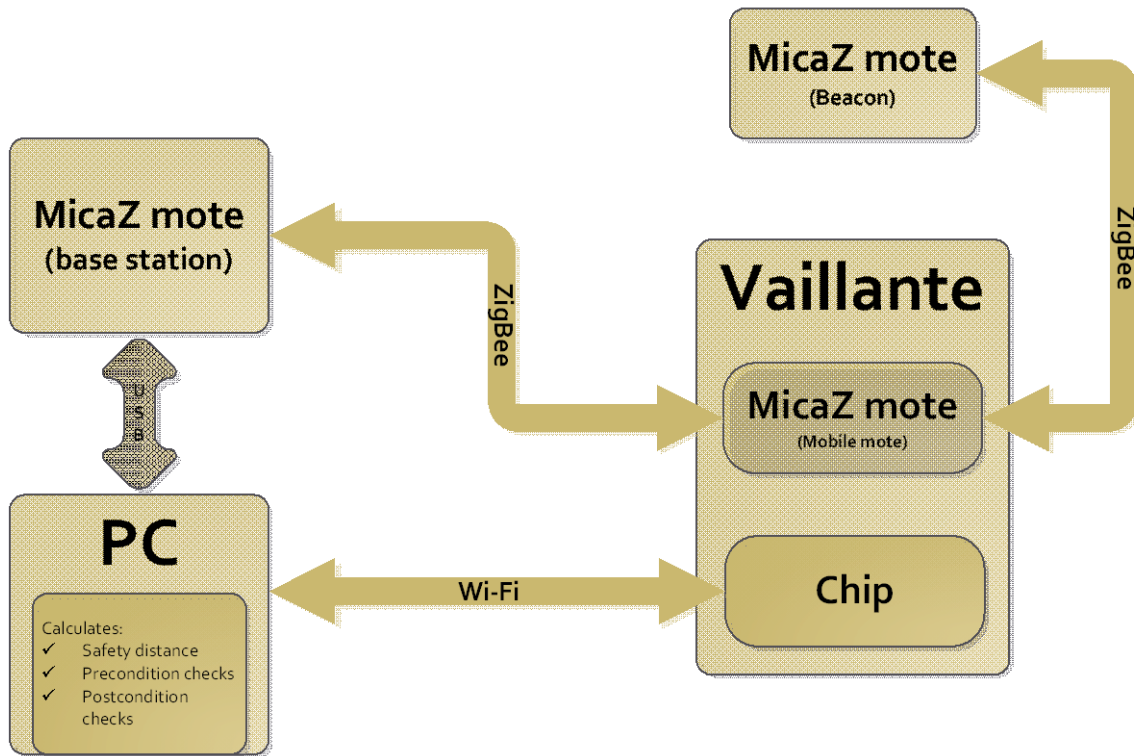 MicaZ mote
(Beacon)
MicaZ mote
(base station)
ZigBee
ZigBee
Vaillante
MicaZ mote
(Mobile mote)
USB
PC
Wi-Fi
Chip
Calculates:
✓ Safety distance
✓ Precondition checks
✓ Postcondition
checks